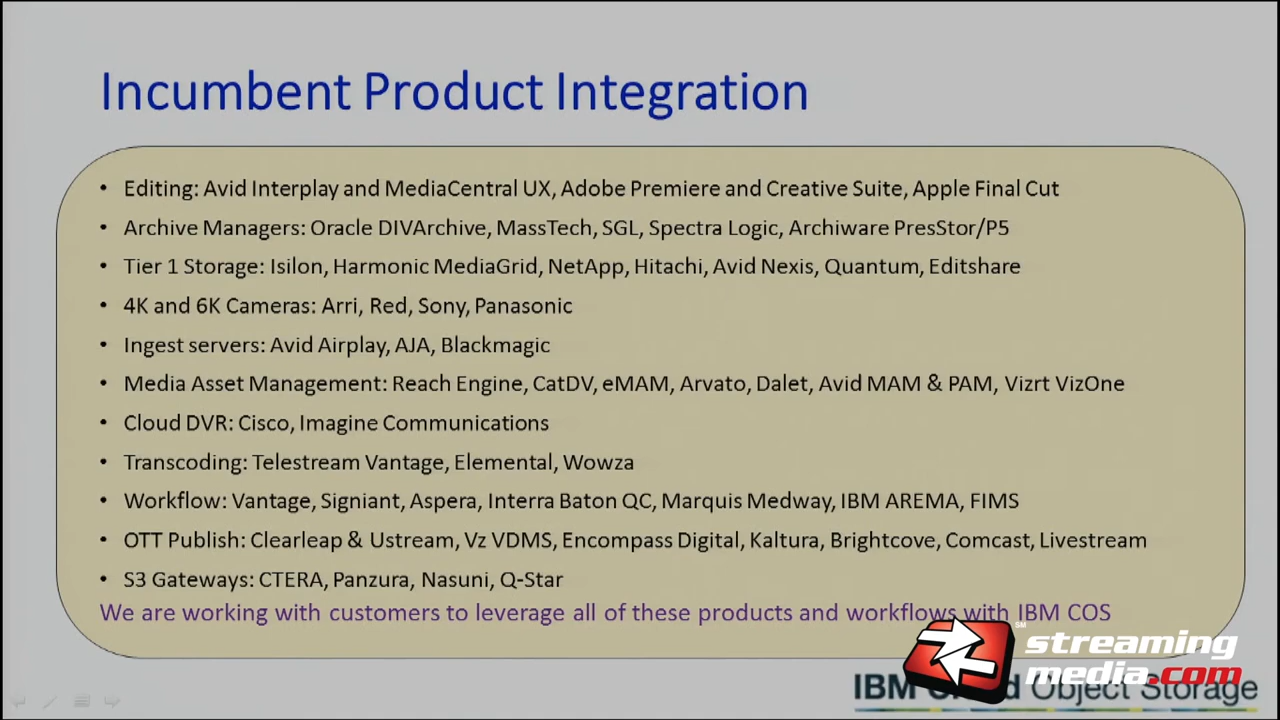 Incumbent Product Integration
• Editing: Avid Interplay and MediaCentral UX, Adobe Premiere and Creative Suite, Apple Final Cut
• Archive Managers: Oracle DIVArchive, MassTech, SGL, Spectra Logic, Archiware PresStor/P5
• Tier 1 Storage: Isilon, Harmonic MediaGrid, NetApp, Hitachi, Avid Nexis, Quantum, Editshare
• 4K and 6K Cameras: Arri, Red, Sony, Panasonic
• Ingest servers: Avid Airplay, AJA, Blackmagic
• Media Asset Management: Reach Engine, CatDV, eMAM, Arvato, Dalet, Avid MAM & PAM, Vizrt VizOne
• Cloud DVR: Cisco, Imagine Communications
• Transcoding: Telestream Vantage, Elemental, Wowza
• Workflow: Vantage, Signiant, Aspera, Interra Baton QC, Marquis Medway, IBM AREMA, FIMS
• OTT Publish: Clearleap & Ustream, Vz VDMS, Encompass Digital, Kaltura, Brightcove, Comcast, Livestream
• S3 Gateways: CTERA, Panzura, Nasuni, Q-Star
We are working with customers to leverage all of these products and workflows with IBM COS
streaming
media.com
SM
IBM Object Storage